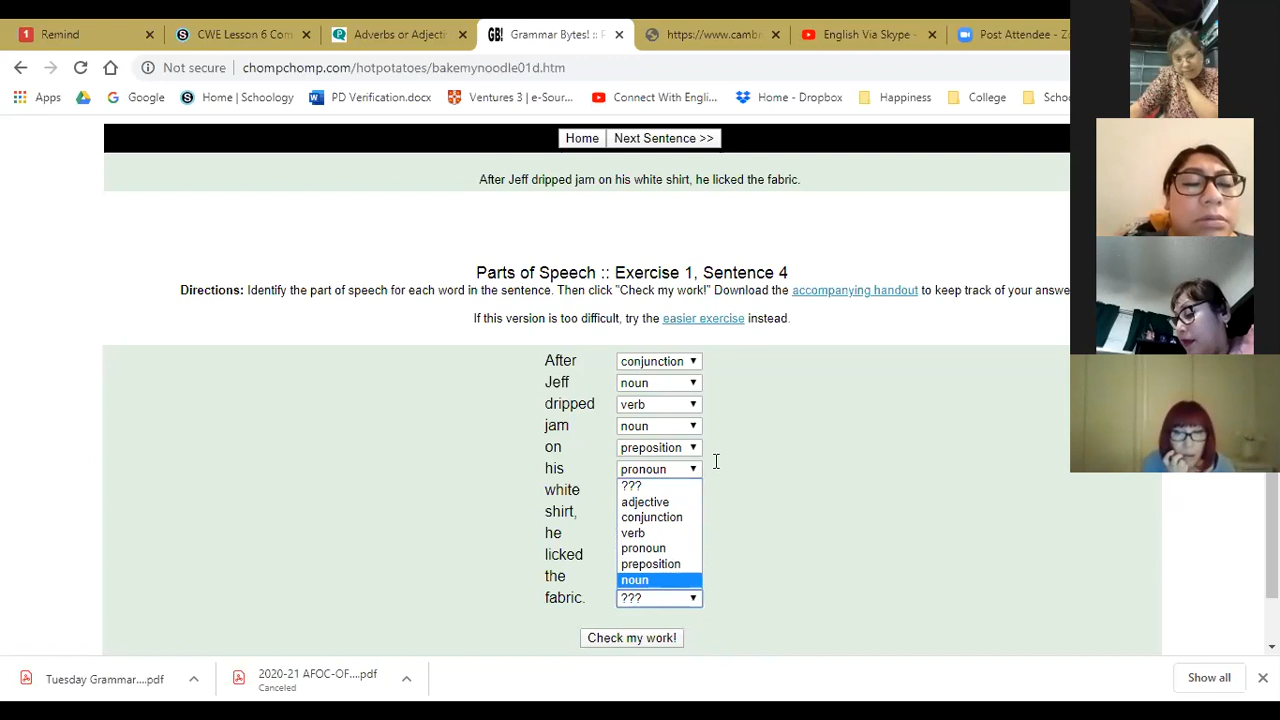 Remind
CWE Lesson 6 Com
Adverbs or Adjecti
GB! Grammar Bytes! :: P
https://www.cambr
English Via Skype -
Post Attendee - Z
Not secure chompchomp.com/hotpotatoes/bakemynoodle01d.htm
Apps Google Home | Schoology PD Verification.docx Ventures 3 | e-Sour... Connect With Engli... Home - Dropbox Happiness College Scho
Home Next Sentence >>
After Jeff dripped jam on his white shirt, he licked the fabric.
Parts of Speech :: Exercise 1, Sentence 4
Directions: Identify the part of speech for each word in the sentence. Then click "Check my work!" Download the accompanying handout to keep track of your answe
If this version is too difficult, try the easier exercise instead.
After conjunction
Jeff noun
dripped verb
jam noun
on preposition
his pronoun
white
shirt,
he
licked
the
fabric. ???
???
adjective
conjunction
verb
pronoun
preposition
noun
Check my work!
Tuesday Grammar....pdf
2020-21 AFOC-OF....pdf
Canceled
Show all